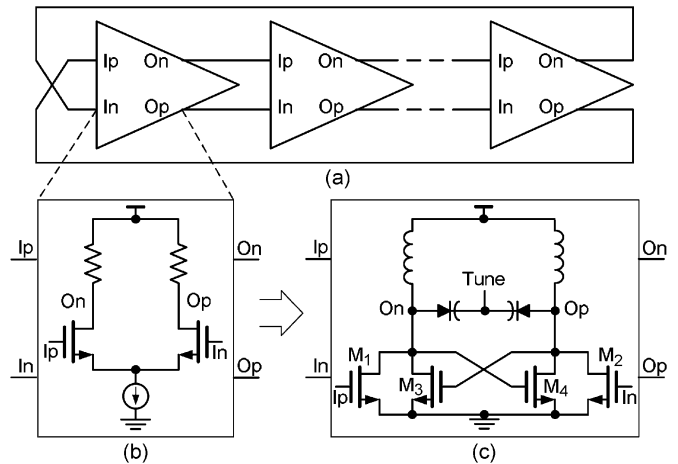 Ip On Ip On Ip On
In Op In Op In Op
(a)
Ip On Ip On
Tune
On Op On Op
Ip In M1 M2
In Op In M3 M4 Op
Ip In
(b) (c)